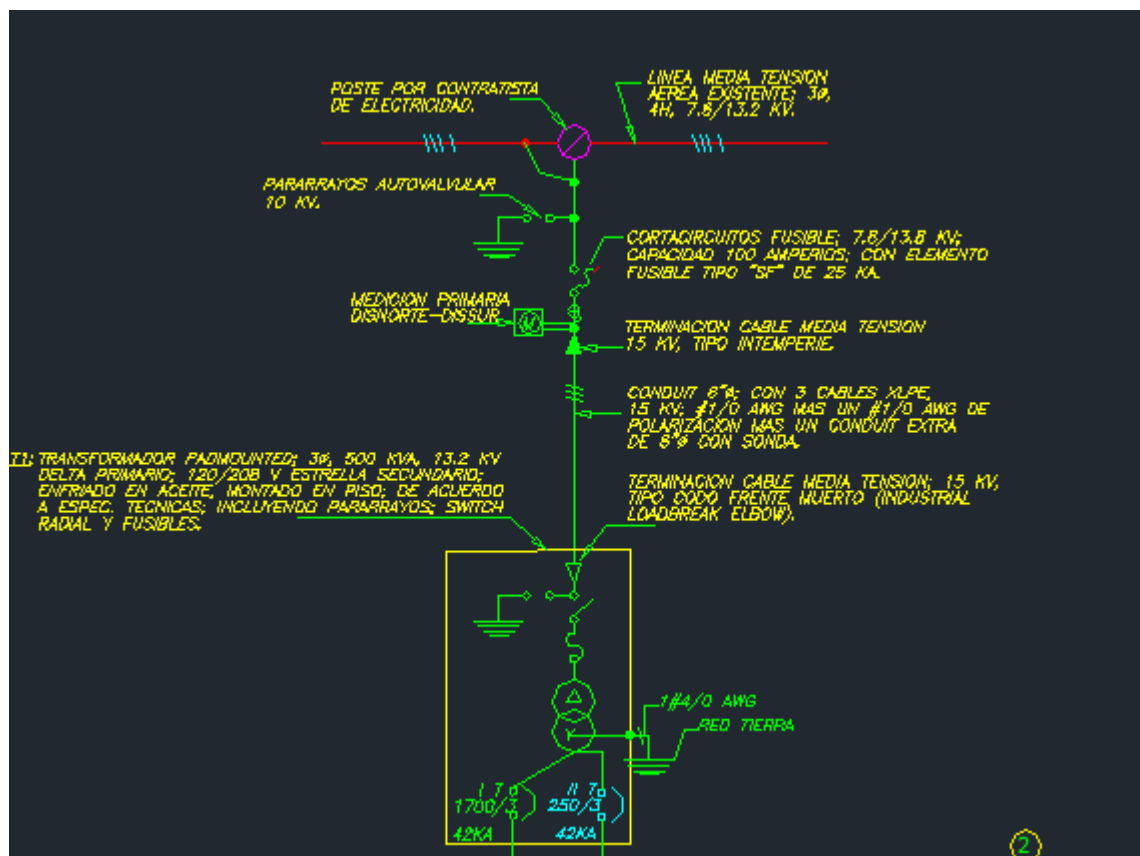 POSTE POR CONTRATISTA
DE ELECTRICIDAD.
LINEA MEDIA TENSION
AEREA EXISTENTE; 3ø,
4H, 7.6/13.2 KV.
PARARRAYOS AUTOVALVULAR
10 KV.
CORTACIRCUITOS FUSIBLE; 7.6/13.8 KV;
CAPACIDAD 100 AMPERIOS; CON ELEMENTO
FUSIBLE TIPO "SF" DE 25 KA.
MEDICION PRIMARIA
DISNORTE-DISSUR
M
TERMINACION CABLE MEDIA TENSION
15 KV, TIPO INTEMPERIE.
CONDUIT 6"ø; CON 3 CABLES XLPE,
15 KV; #1/0 AWG MAS UN #1/0 AWG DE
POLARIZACION MAS UN CONDUIT EXTRA
DE 6"ø CON SONDA.
T1: TRANSFORMADOR PADMOUNTED; 3ø, 500 KVA, 13.2 KV
DELTA PRIMARIO; 120/208 V ESTRELLA SECUNDARIO;
ENFRIADO EN ACEITE, MONTADO EN PISO; DE ACUERDO
A ESPEC. TECNICAS; INCLUYENDO PARARRAYOS; SWITCH
RADIAL Y FUSIBLES.
TERMINACION CABLE MEDIA TENSION; 15 KV,
TIPO CODO FRENTE MUERTO (INDUSTRIAL
LOADBREAK ELBOW).
1#4/0 AWG
RED TIERRA
I T
1700/3
42KA
II T
250/3
42KA
2